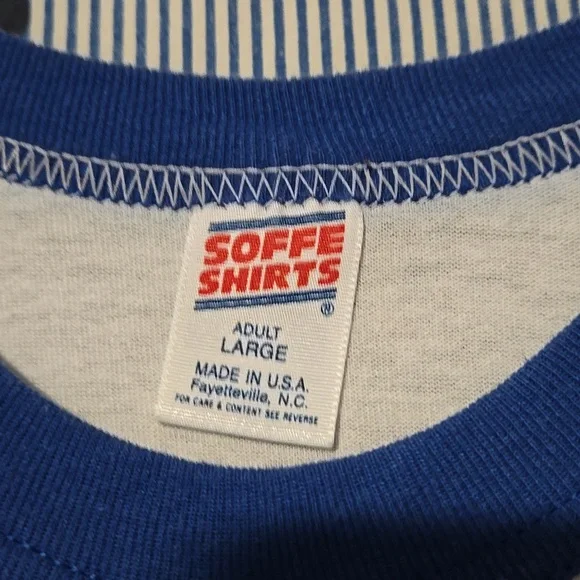 SOFFE
SHIRTS
®
ADULT
LARGE
MADE IN U.S.A.
Fayetteville, N.C.
FOR CARE & CONTENT SEE REVERSE